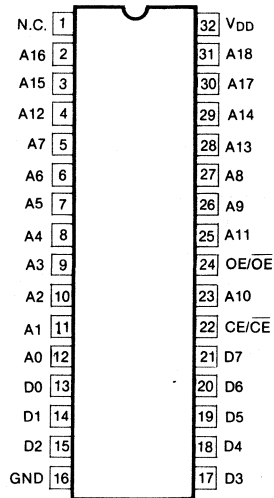 N.C. 1 32 VDD
A16 2 31 A18
A15 3 30 A17
A12 4 29 A14
A7 5 28 A13
A6 6 27 A8
A5 7 26 A9
A4 8 25 A11
A3 9 24 OE/O̅E̅
A2 10 23 A10
A1 11 22 CE/C̅E̅
A0 12 21 D7
D0 13 20 D6
D1 14 19 D5
D2 15 18 D4
GND 16 17 D3